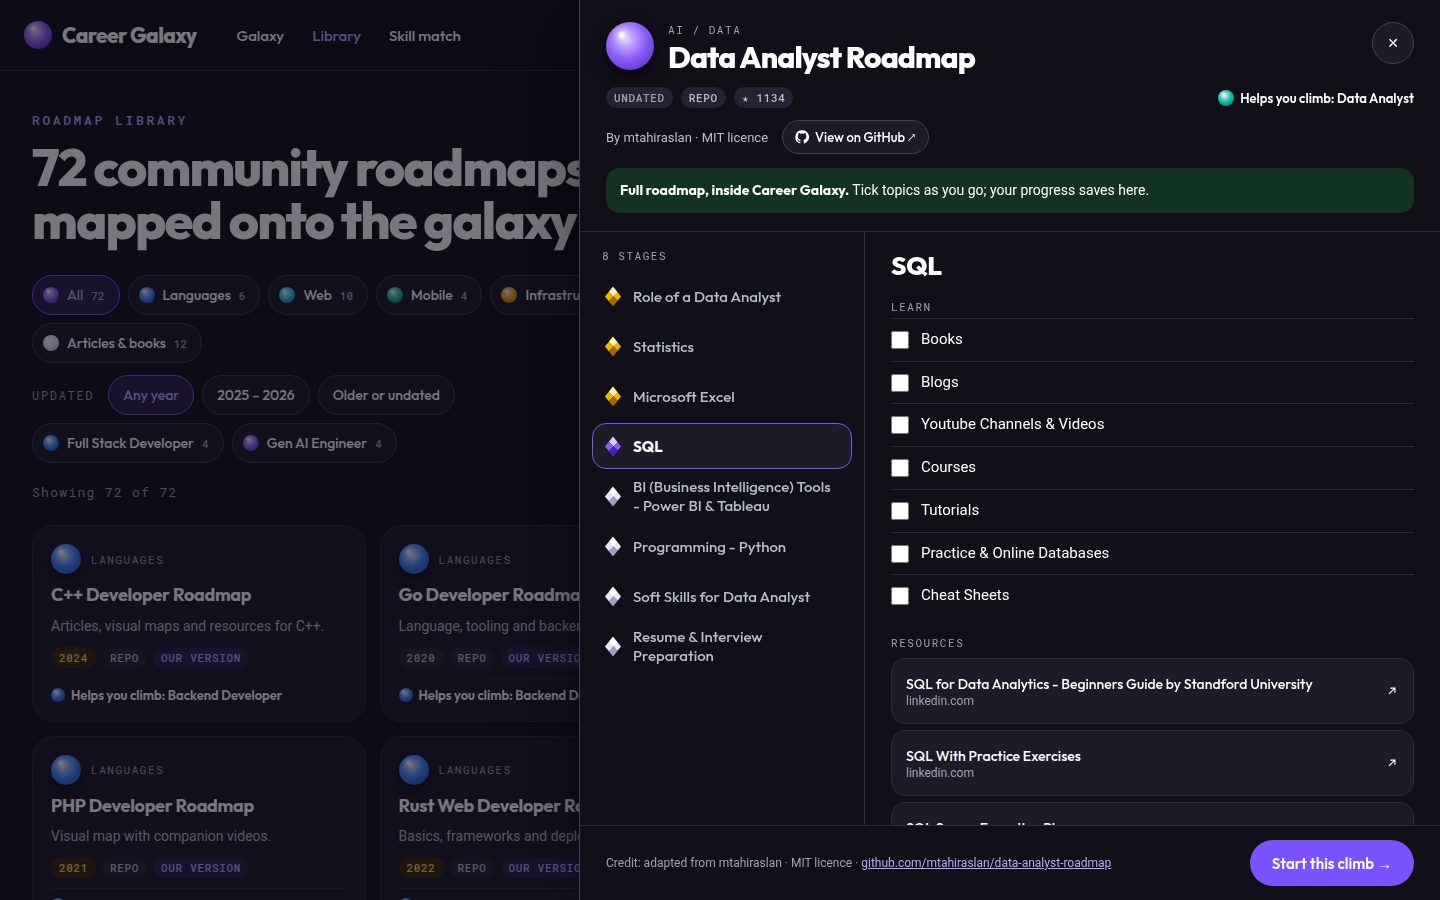 Career Galaxy
Galaxy
Library
Skill match
ROADMAP LIBRARY
72 community roadmaps
mapped onto the galaxy
All 72
Languages 6
Web 10
Mobile 4
Infrastru
Articles & books 12
UPDATED
Any year
2025 – 2026
Older or undated
Full Stack Developer 4
Gen AI Engineer 4
Showing 72 of 72
LANGUAGES
C++ Developer Roadmap
Articles, visual maps and resources for C++.
2024 REPO OUR VERSION
Helps you climb: Backend Developer
LANGUAGES
Go Developer Roadma
Language, tooling and backen
2020 REPO OUR VERSIO
Helps you climb: Backend D
LANGUAGES
PHP Developer Roadmap
Visual map with companion videos.
2021 REPO OUR VERSION
LANGUAGES
Rust Web Developer Ro
Basics, frameworks and depl
2022 REPO OUR VERSIO
AI / DATA
Data Analyst Roadmap
✕
UNDATED REPO ★ 1134
Helps you climb: Data Analyst
By mtahiraslan · MIT licence
View on GitHub ↗
Full roadmap, inside Career Galaxy. Tick topics as you go; your progress saves here.
8 STAGES
Role of a Data Analyst
Statistics
Microsoft Excel
SQL
BI (Business Intelligence) Tools
- Power BI & Tableau
Programming - Python
Soft Skills for Data Analyst
Resume & Interview
Preparation
SQL
LEARN
Books
Blogs
Youtube Channels & Videos
Courses
Tutorials
Practice & Online Databases
Cheat Sheets
RESOURCES
SQL for Data Analytics - Beginners Guide by Standford University
linkedin.com
↗
SQL With Practice Exercises
linkedin.com
↗
Credit: adapted from mtahiraslan · MIT licence · github.com/mtahiraslan/data-analyst-roadmap
Start this climb →